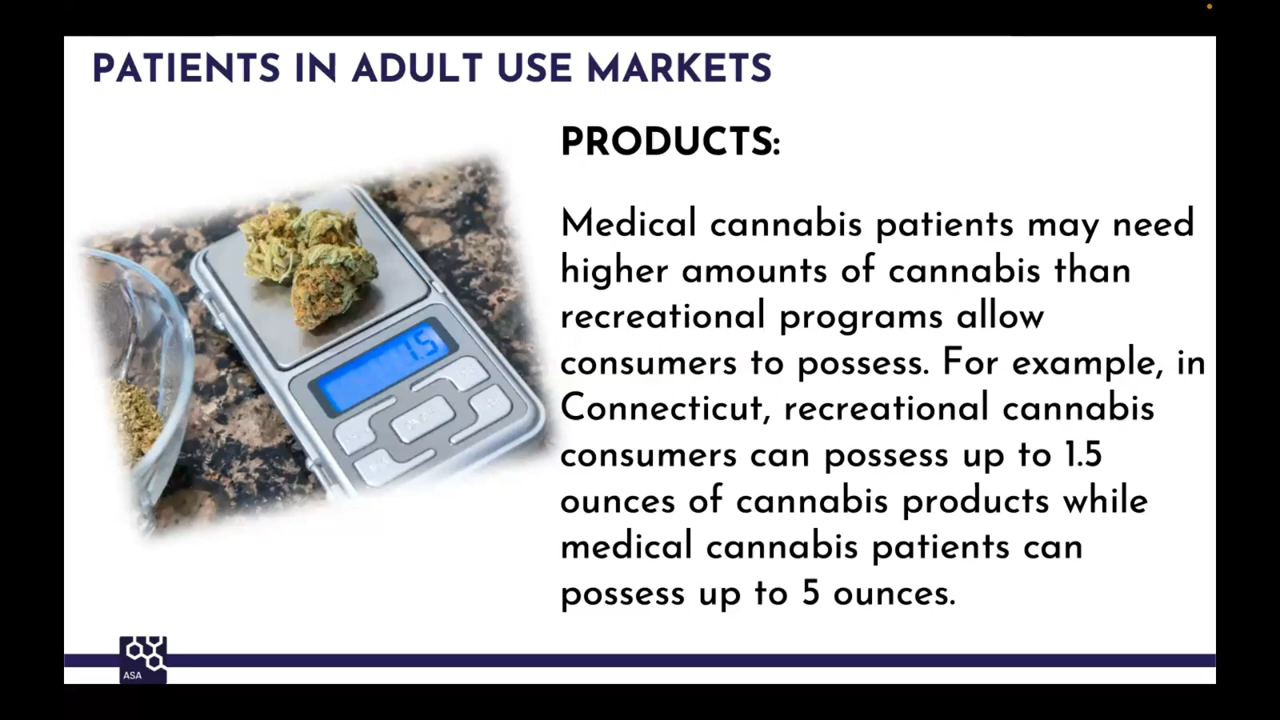 PATIENTS IN ADULT USE MARKETS
PRODUCTS:
Medical cannabis patients may need
higher amounts of cannabis than
recreational programs allow
consumers to possess. For example, in
Connecticut, recreational cannabis
consumers can possess up to 1.5
ounces of cannabis products while
medical cannabis patients can
possess up to 5 ounces.
1.5
ASA